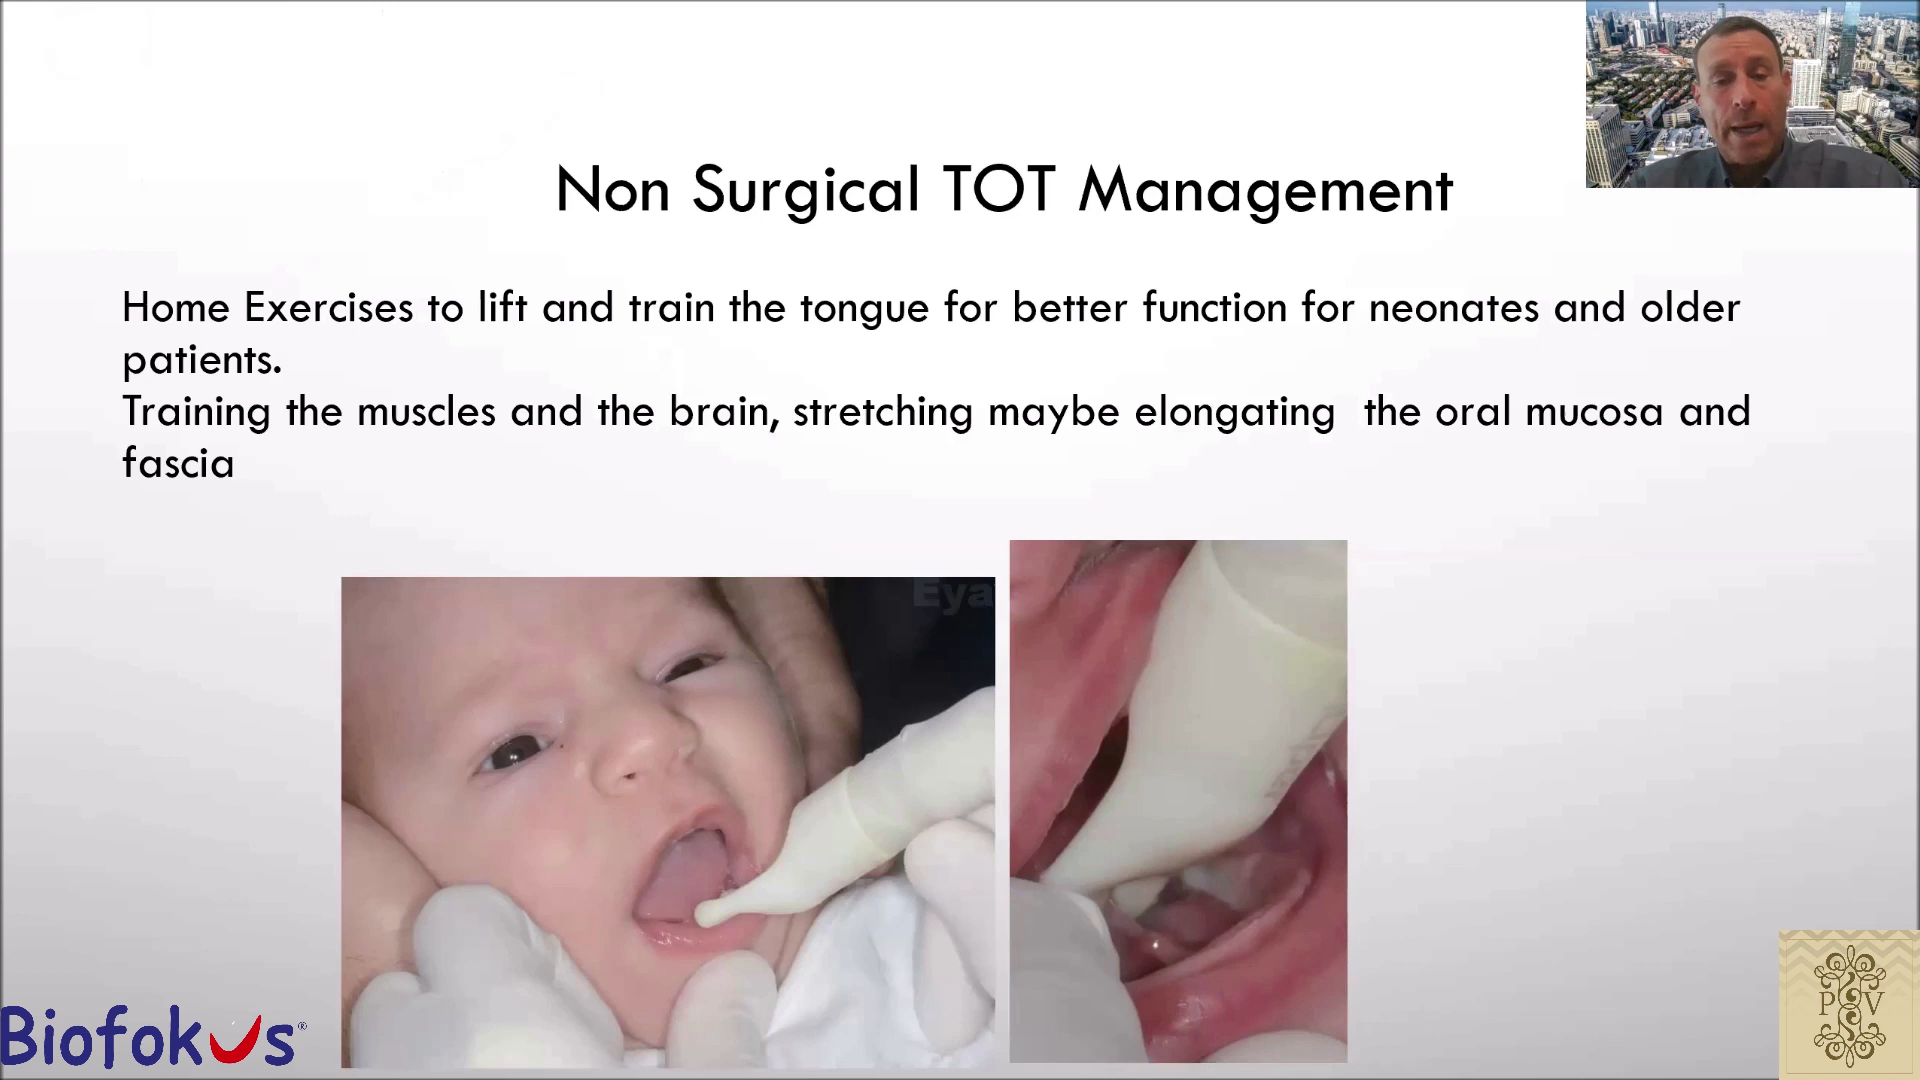 Non Surgical TOT Management
Home Exercises to lift and train the tongue for better function for neonates and older
patients.
Training the muscles and the brain, stretching maybe elongating the oral mucosa and
fascia
Eya
Biofokus®
P S V